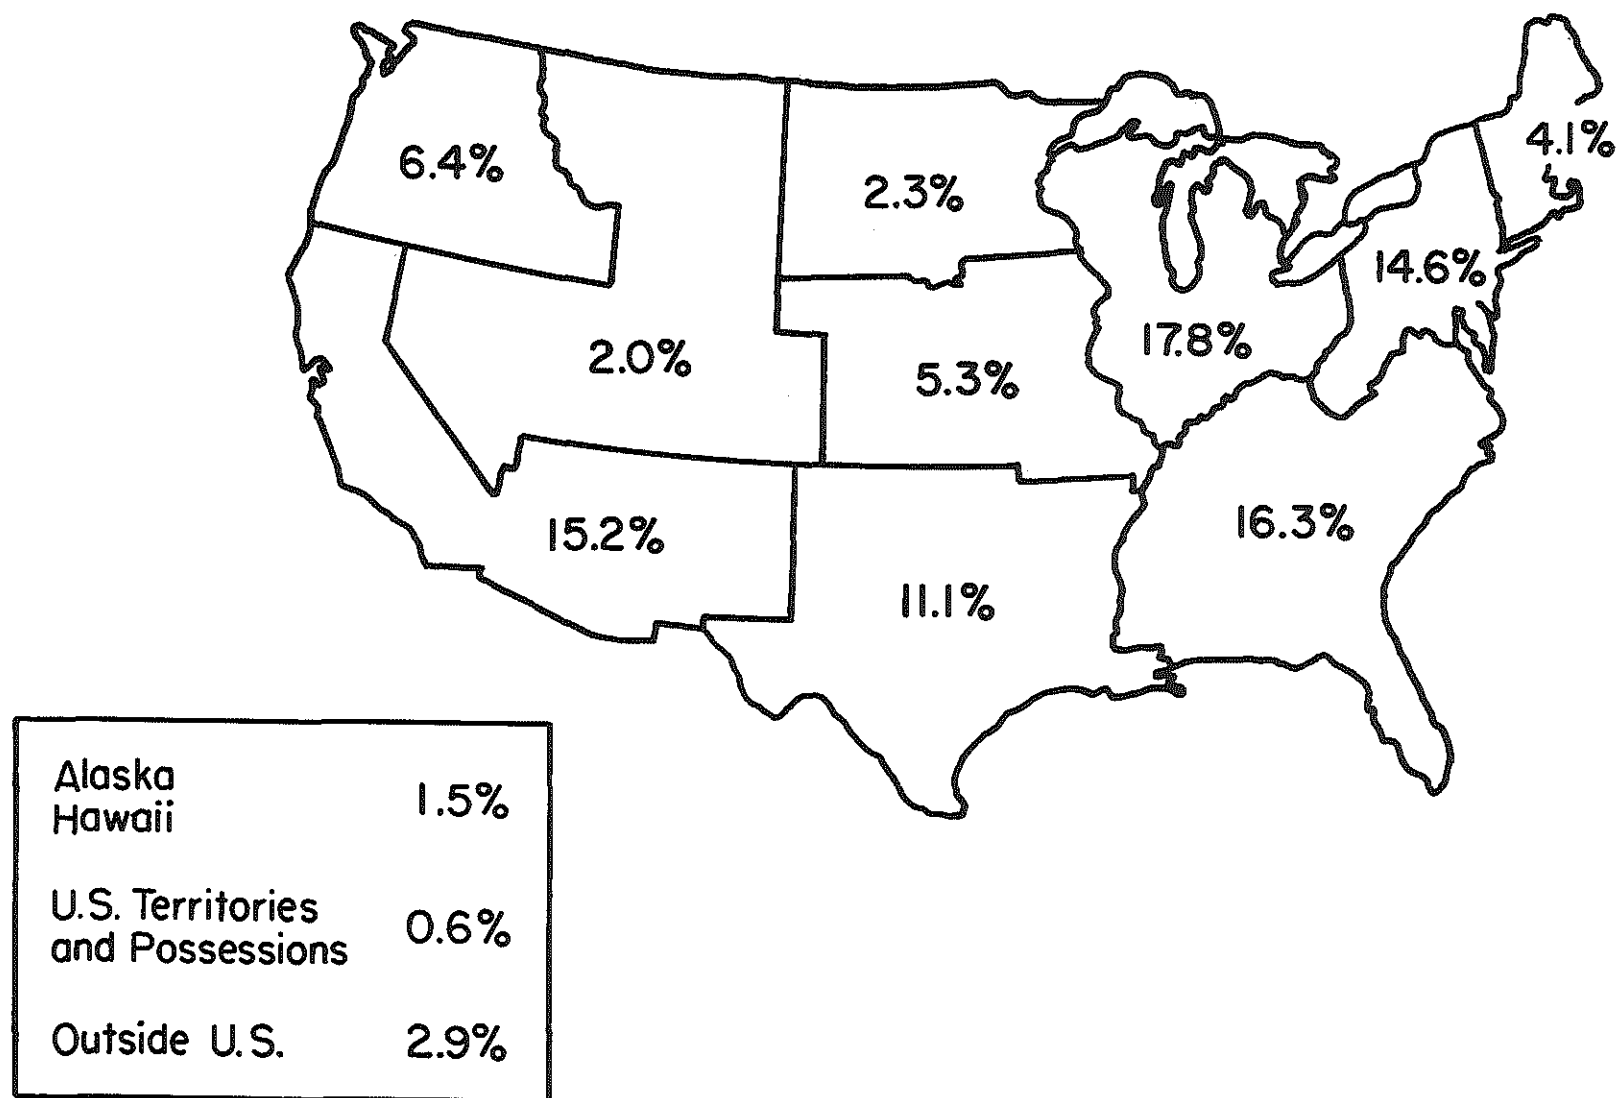 4.1%
6.4%
2.3%
14.6%
17.8%
2.0%
5.3%
16.3%
15.2%
11.1%
Alaska
Hawaii 1.5%
U.S. Territories
and Possessions 0.6%
Outside U.S. 2.9%